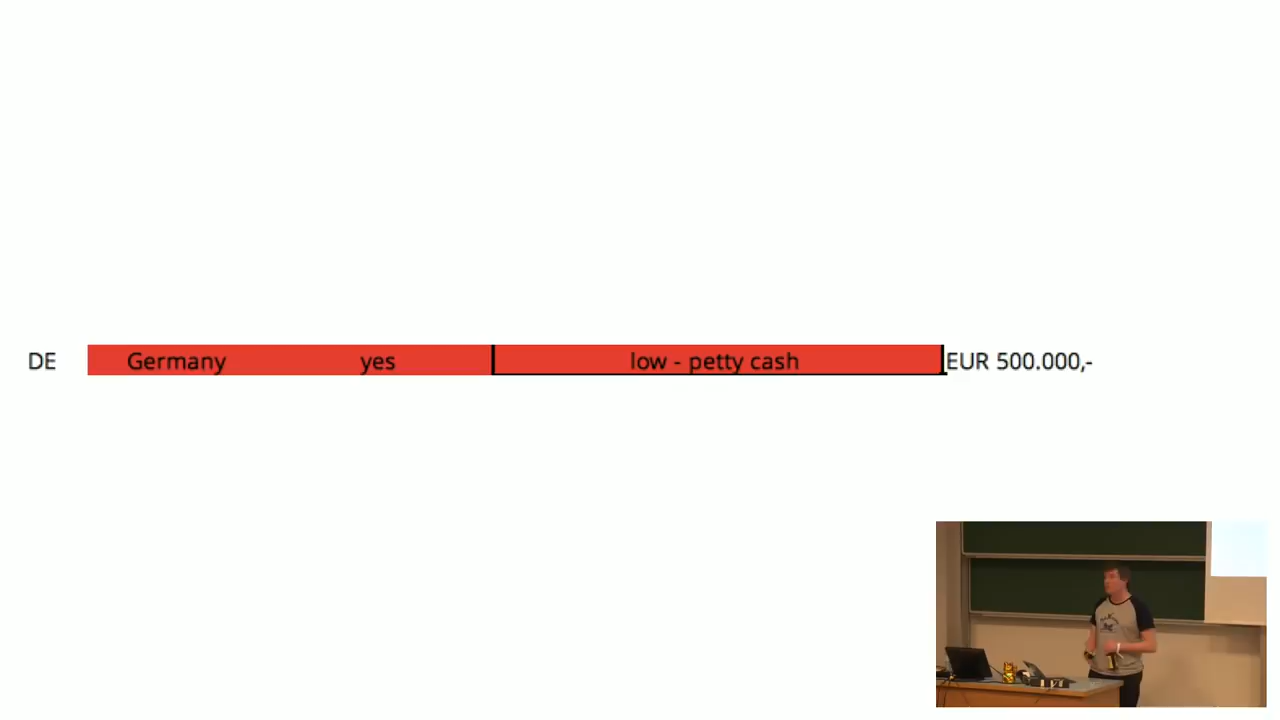 DE Germany yes low - petty cash EUR 500.000,-